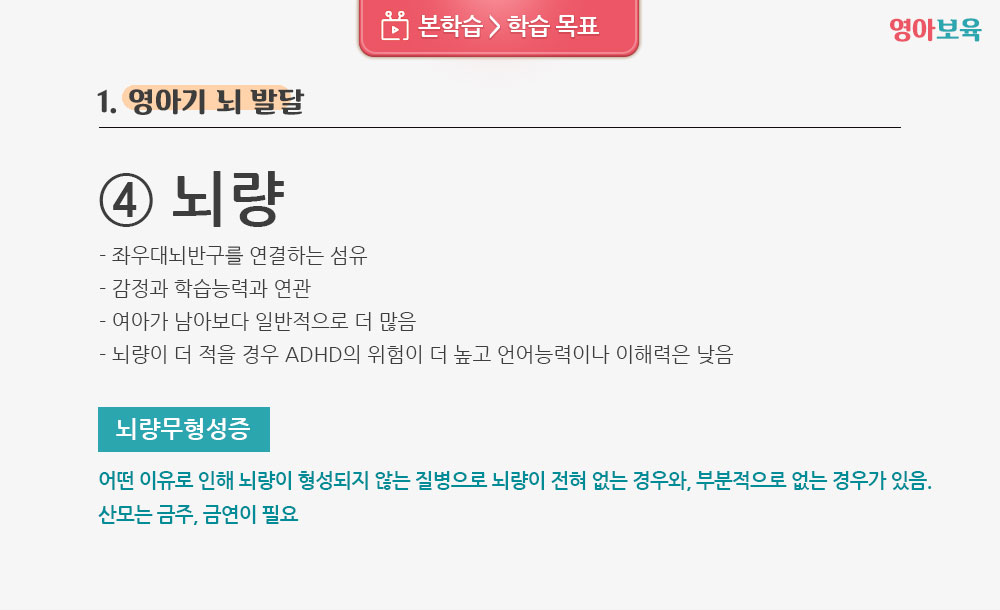 본학습 > 학습 목표
영아보육
1. 영아기 뇌 발달
④ 뇌량
- 좌우대뇌반구를 연결하는 섬유
- 감정과 학습능력과 연관
- 여아가 남아보다 일반적으로 더 많음
- 뇌량이 더 적을 경우 ADHD의 위험이 더 높고 언어능력이나 이해력은 낮음
뇌량무형성증
어떤 이유로 인해 뇌량이 형성되지 않는 질병으로 뇌량이 전혀 없는 경우와, 부분적으로 없는 경우가 있음.
산모는 금주, 금연이 필요